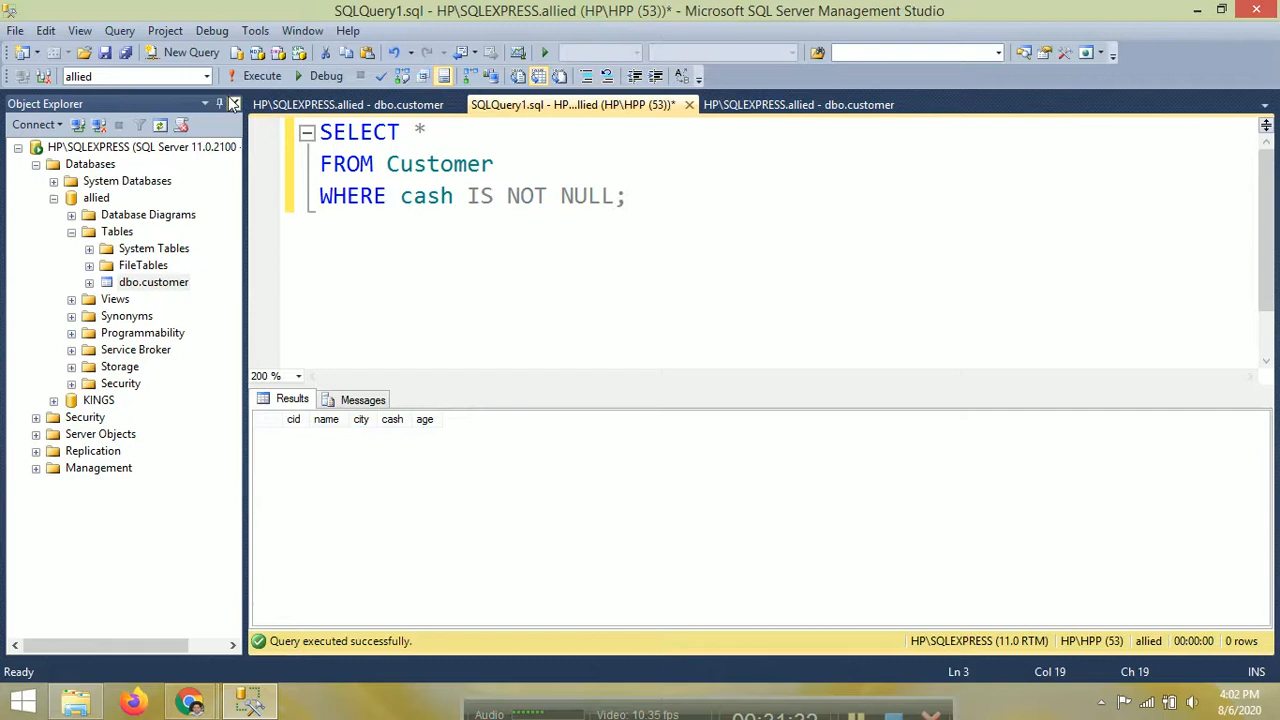 SQLQuery1.sql - HP\SQLEXPRESS.allied (HP\HPP (53))* - Microsoft SQL Server Management Studio
File Edit View Query Project Debug Tools Window Help
New Query
allied Execute Debug
Object Explorer
HP\SQLEXPRESS.allied - dbo.customer SQLQuery1.sql - HP...llied (HP\HPP (53))* HP\SQLEXPRESS.allied - dbo.customer
Connect
HP\SQLEXPRESS (SQL Server 11.0.2100 -
Databases
System Databases
allied
Database Diagrams
Tables
System Tables
FileTables
dbo.customer
Views
Synonyms
Programmability
Service Broker
Storage
Security
KINGS
Security
Server Objects
Replication
Management
SELECT *
FROM Customer
WHERE cash IS NOT NULL;
200 %
Results Messages
cid name city cash age
Query executed successfully. HP\SQLEXPRESS (11.0 RTM) HP\HPP (53) allied 00:00:00 0 rows
Ready Ln 3 Col 19 Ch 19 INS
Audio Video: 10.35 fps
4:02 PM
8/6/2020